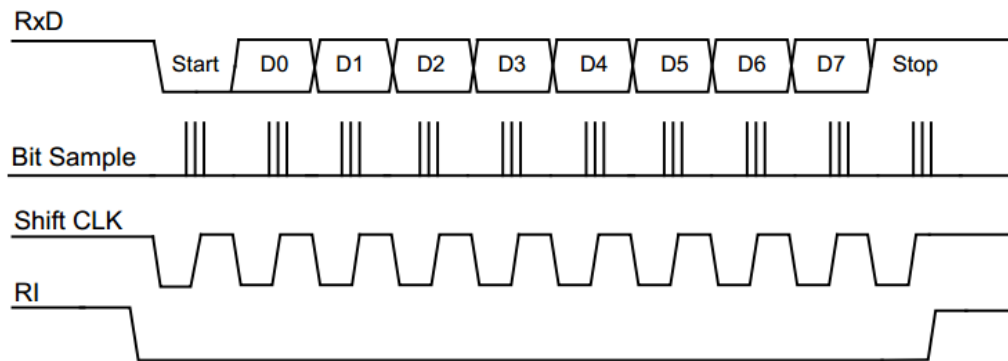 RxD
Start D0 D1 D2 D3 D4 D5 D6 D7 Stop
Bit Sample
Shift CLK
RI